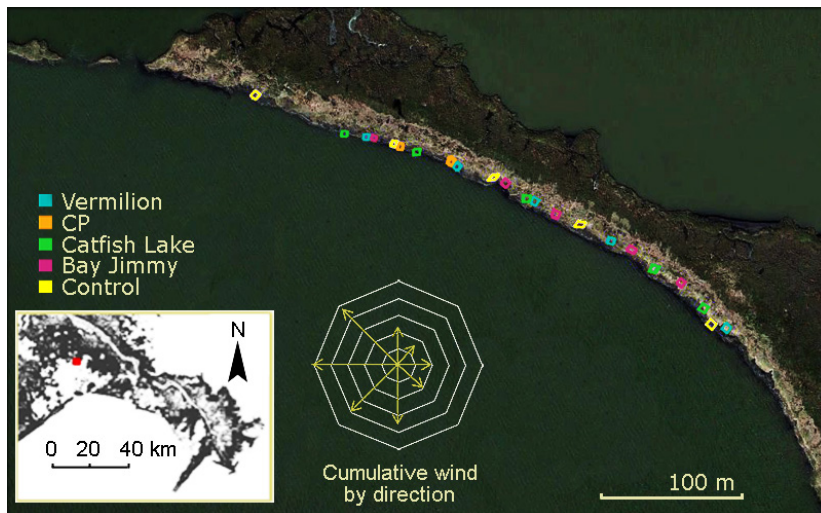 Vermilion
CP
Catfish Lake
Bay Jimmy
Control
N
0 20 40 km
Cumulative wind
by direction
100 m